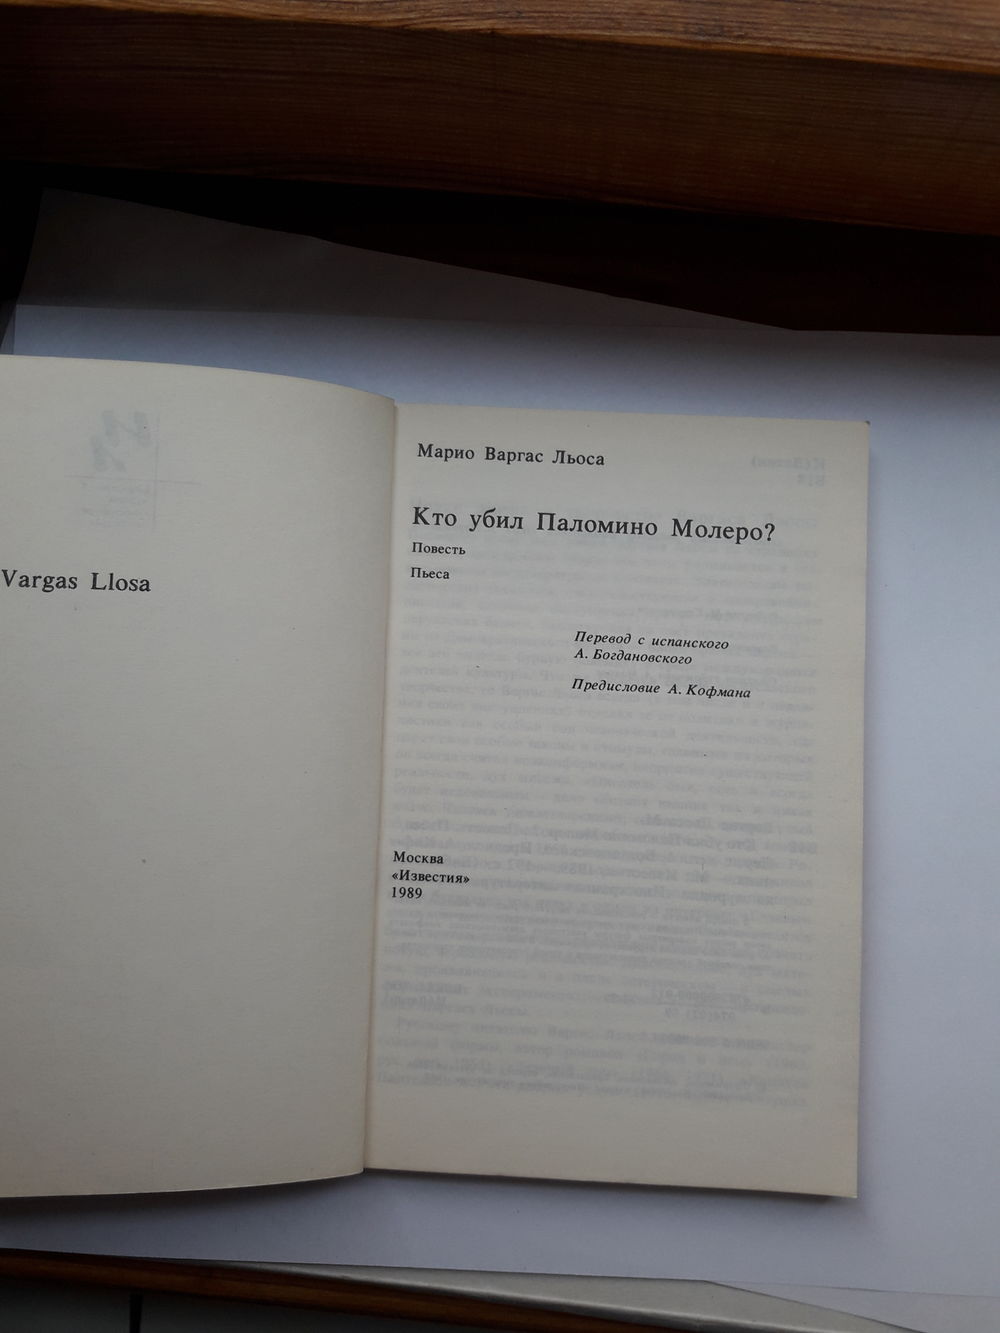 Vargas Llosa
Марио Варгас Льоса
Кто убил Паломино Молеро?
Повесть
Пьеса
Перевод с испанского
А. Богдановского
Предисловие А. Кофмана
Москва
«Известия»
1989